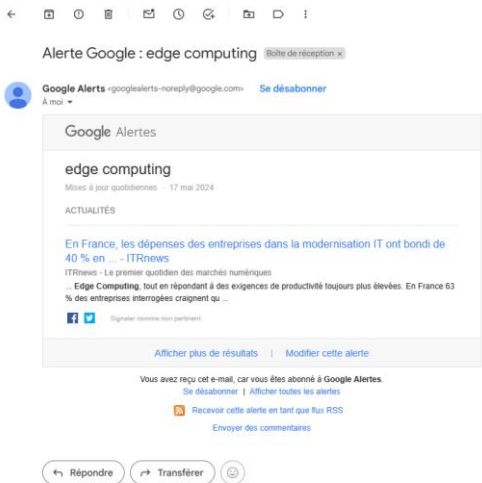 Alerte Google : edge computing Boîte de réception ×
Google Alerts <googlealerts-noreply@google.com> Se désabonner
À moi
Google Alertes
edge computing
Mises à jour quotidiennes · 17 mai 2024
ACTUALITÉS
En France, les dépenses des entreprises dans la modernisation IT ont bondi de
40 % en ... - ITRnews
ITRnews - Le premier quotidien des marchés numériques
... Edge Computing, tout en répondant à des exigences de productivité toujours plus élevées. En France 63
% des entreprises interrogées craignent qu ...
Signaler comme non pertinent
Afficher plus de résultats | Modifier cette alerte
Vous avez reçu cet e-mail, car vous êtes abonné à Google Alertes.
Se désabonner | Afficher toutes les alertes
Recevoir cette alerte en tant que flux RSS
Envoyer des commentaires
Répondre Transférer